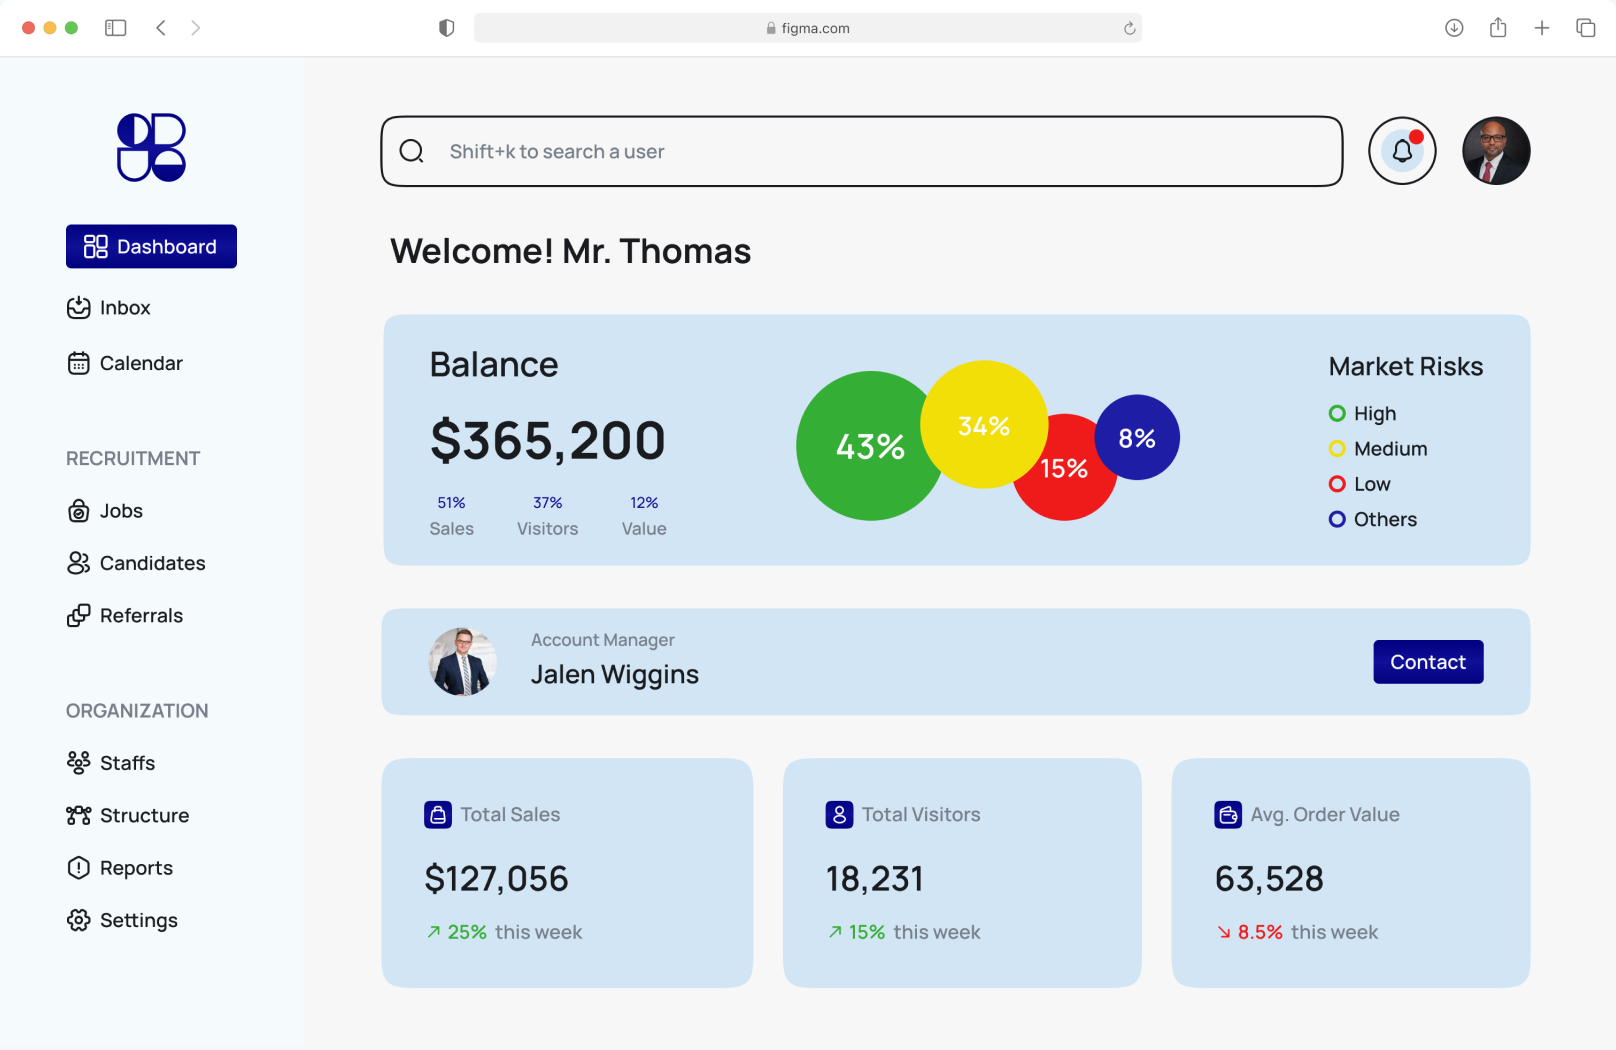 figma.com
Shift+k to search a user
Dashboard
Inbox
Calendar
RECRUITMENT
Jobs
Candidates
Referrals
ORGANIZATION
Staffs
Structure
Reports
Settings
Welcome! Mr. Thomas
Balance
$365,200
51% 37% 12%
Sales Visitors Value
43%
34%
15%
8%
Market Risks
High
Medium
Low
Others
Account Manager
Jalen Wiggins
Contact
Total Sales
$127,056
25% this week
Total Visitors
18,231
15% this week
Avg. Order Value
63,528
8.5% this week